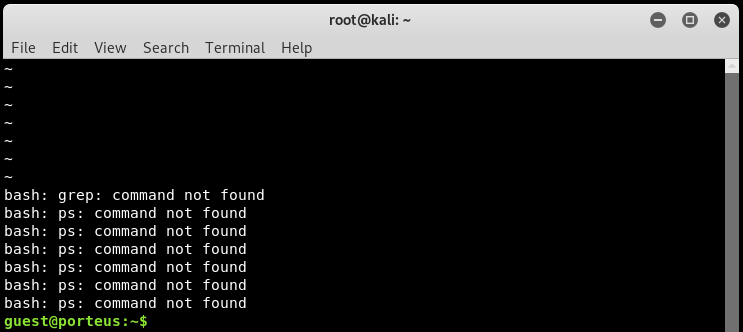 root@kali: ~
File Edit View Search Terminal Help
~
~
~
~
~
~
~
bash: grep: command not found
bash: ps: command not found
bash: ps: command not found
bash: ps: command not found
bash: ps: command not found
bash: ps: command not found
bash: ps: command not found
guest@porteus:~$